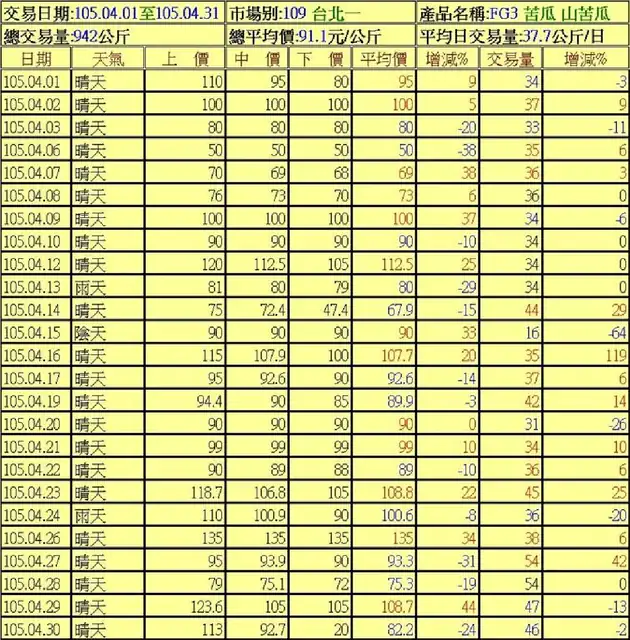 交易日期:105.04.01至105.04.31 市場別:109 台北一 產品名稱:FG3 苦瓜 山苦瓜
總交易量:942公斤 總平均價:91.1元/公斤 平均日交易量:37.7公斤/日
日期 天氣 上 價 中 價 下 價 平均價 增減% 交易量 增減%
105.04.01 晴天 110 95 80 95 9 34 -3
105.04.02 晴天 100 100 100 100 5 37 9
105.04.03 晴天 80 80 80 80 -20 33 -11
105.04.06 晴天 50 50 50 50 -38 35 6
105.04.07 晴天 70 69 68 69 38 36 3
105.04.08 晴天 76 73 70 73 6 36 0
105.04.09 晴天 100 100 100 100 37 34 -6
105.04.10 晴天 90 90 90 90 -10 34 0
105.04.12 晴天 120 112.5 105 112.5 25 34 0
105.04.13 雨天 81 80 79 80 -29 34 0
105.04.14 晴天 75 72.4 47.4 67.9 -15 44 29
105.04.15 陰天 90 90 90 90 33 16 -64
105.04.16 晴天 115 107.9 100 107.7 20 35 119
105.04.17 晴天 95 92.6 90 92.6 -14 37 6
105.04.19 晴天 94.4 90 85 89.9 -3 42 14
105.04.20 晴天 90 90 90 90 0 31 -26
105.04.21 晴天 99 99 99 99 10 34 10
105.04.22 晴天 90 89 88 89 -10 36 6
105.04.23 晴天 118.7 106.8 105 108.8 22 45 25
105.04.24 雨天 110 100.9 90 100.6 -8 36 -20
105.04.26 晴天 135 135 135 135 34 38 6
105.04.27 晴天 95 93.9 90 93.3 -31 54 42
105.04.28 晴天 79 75.1 72 75.3 -19 54 0
105.04.29 晴天 123.6 105 105 108.7 44 47 -13
105.04.30 晴天 113 92.7 20 82.2 -24 46 -2